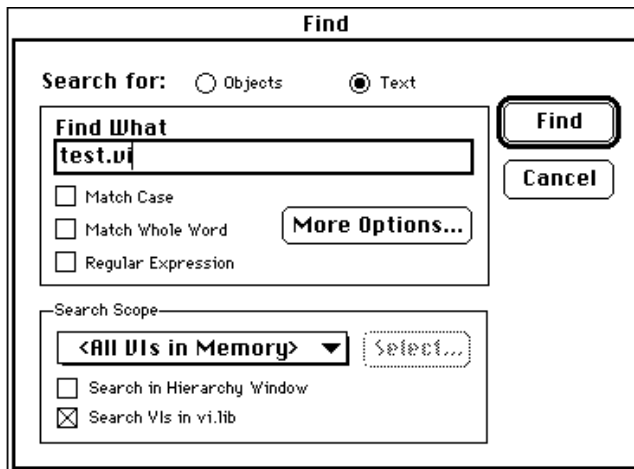 Find
Search for: Objects Text
Find What
test.vi
Match Case
Match Whole Word
Regular Expression
More Options...
Find
Cancel
Search Scope
<All VIs in Memory> Select...
Search in Hierarchy Window
Search VIs in vi.lib